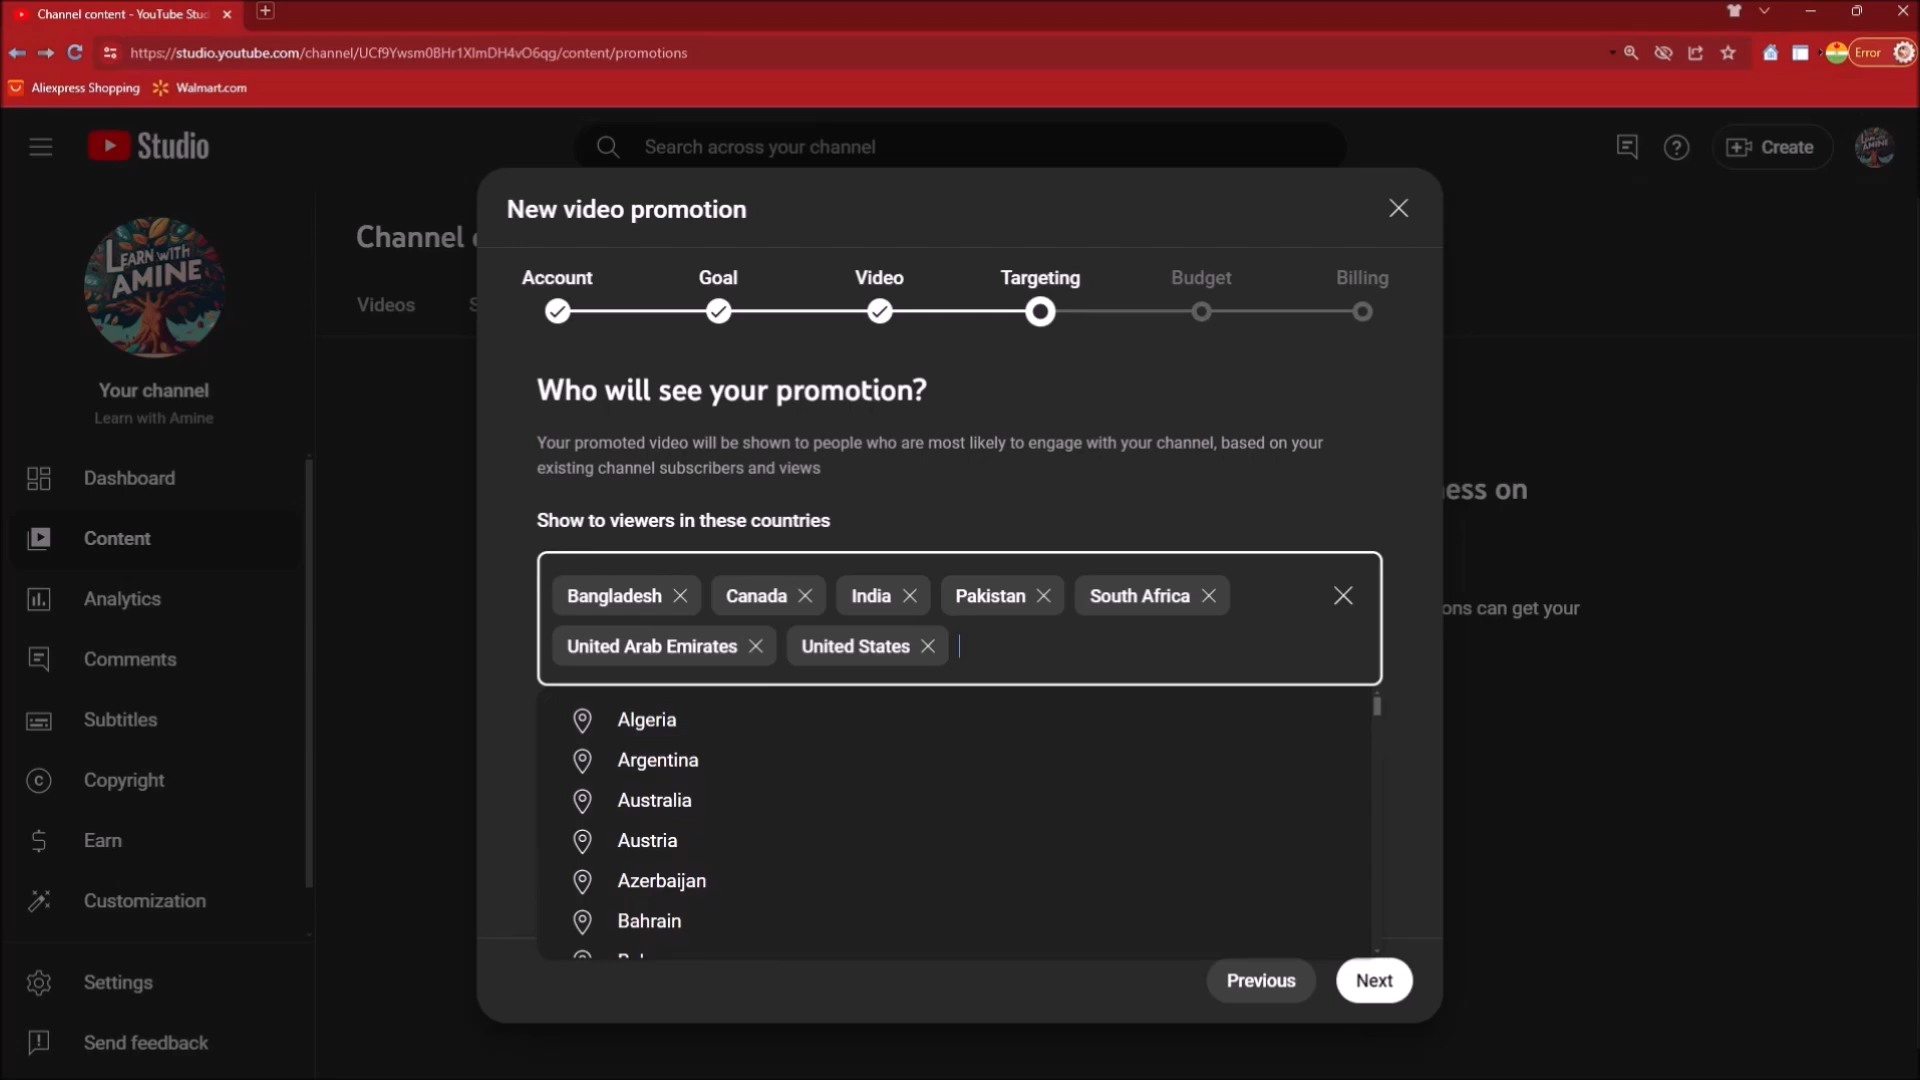 Channel content - YouTube Stud
https://studio.youtube.com/channel/UCf9Ywsm0BHr1XlmDH4vO6qg/content/promotions
Error
Aliexpress Shopping
Walmart.com
Studio
Search across your channel
Create
LEARN WITH
AMINE
Your channel
Learn with Amine
Dashboard
Content
Analytics
Comments
Subtitles
Copyright
Earn
Customization
Settings
Send feedback
Channel
Videos
ess on
ons can get your
New video promotion
Account
Goal
Video
Targeting
Budget
Billing
Who will see your promotion?
Your promoted video will be shown to people who are most likely to engage with your channel, based on your
existing channel subscribers and views
Show to viewers in these countries
Bangladesh
Canada
India
Pakistan
South Africa
United Arab Emirates
United States
Algeria
Argentina
Australia
Austria
Azerbaijan
Bahrain
Previous
Next